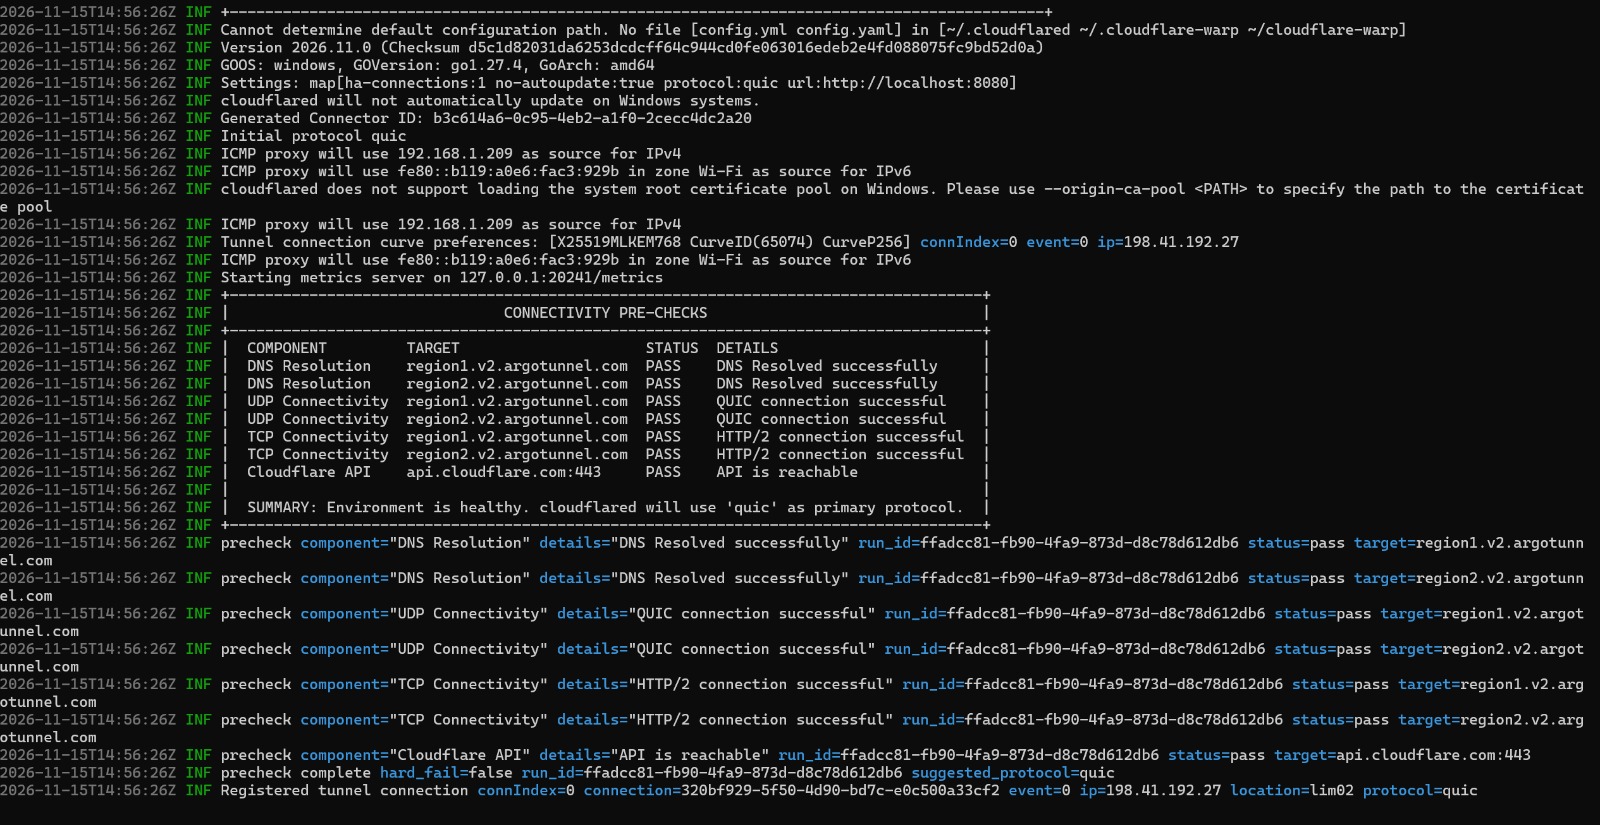 2026-11-15T14:56:26Z INF +--------------------------------------------------------------------------------------------+
2026-11-15T14:56:26Z INF Cannot determine default configuration path. No file [config.yml config.yaml] in [~/.cloudflared ~/.cloudflare-warp ~/cloudflare-warp]
2026-11-15T14:56:26Z INF Version 2026.11.0 (Checksum d5c1d82031da6253dcdcff64c944cd0fe063016edeb2e4fd088075fc9bd52d0a)
2026-11-15T14:56:26Z INF GOOS: windows, GOVersion: go1.27.4, GoArch: amd64
2026-11-15T14:56:26Z INF Settings: map[ha-connections:1 no-autoupdate:true protocol:quic url:http://localhost:8080]
2026-11-15T14:56:26Z INF cloudflared will not automatically update on Windows systems.
2026-11-15T14:56:26Z INF Generated Connector ID: b3c614a6-0c95-4eb2-a1f0-2cecc4dc2a20
2026-11-15T14:56:26Z INF Initial protocol quic
2026-11-15T14:56:26Z INF ICMP proxy will use 192.168.1.209 as source for IPv4
2026-11-15T14:56:26Z INF ICMP proxy will use fe80::b119:a0e6:fac3:929b in zone Wi-Fi as source for IPv6
2026-11-15T14:56:26Z INF cloudflared does not support loading the system root certificate pool on Windows. Please use --origin-ca-pool <PATH> to specify the path to the certificat
e pool
2026-11-15T14:56:26Z INF ICMP proxy will use 192.168.1.209 as source for IPv4
2026-11-15T14:56:26Z INF Tunnel connection curve preferences: [X25519MLKEM768 CurveID(65074) CurveP256] connIndex=0 event=0 ip=198.41.192.27
2026-11-15T14:56:26Z INF ICMP proxy will use fe80::b119:a0e6:fac3:929b in zone Wi-Fi as source for IPv6
2026-11-15T14:56:26Z INF Starting metrics server on 127.0.0.1:20241/metrics
2026-11-15T14:56:26Z INF +-------------------------------------------------------------------------------------+
2026-11-15T14:56:26Z INF |                               CONNECTIVITY PRE-CHECKS                               |
2026-11-15T14:56:26Z INF +-------------------------------------------------------------------------------------+
2026-11-15T14:56:26Z INF |  COMPONENT         TARGET                     STATUS  DETAILS                       |
2026-11-15T14:56:26Z INF |  DNS Resolution    region1.v2.argotunnel.com  PASS    DNS Resolved successfully     |
2026-11-15T14:56:26Z INF |  DNS Resolution    region2.v2.argotunnel.com  PASS    DNS Resolved successfully     |
2026-11-15T14:56:26Z INF |  UDP Connectivity  region1.v2.argotunnel.com  PASS    QUIC connection successful    |
2026-11-15T14:56:26Z INF |  UDP Connectivity  region2.v2.argotunnel.com  PASS    QUIC connection successful    |
2026-11-15T14:56:26Z INF |  TCP Connectivity  region1.v2.argotunnel.com  PASS    HTTP/2 connection successful  |
2026-11-15T14:56:26Z INF |  TCP Connectivity  region2.v2.argotunnel.com  PASS    HTTP/2 connection successful  |
2026-11-15T14:56:26Z INF |  Cloudflare API    api.cloudflare.com:443     PASS    API is reachable              |
2026-11-15T14:56:26Z INF |                                                                                     |
2026-11-15T14:56:26Z INF |  SUMMARY: Environment is healthy. cloudflared will use 'quic' as primary protocol.  |
2026-11-15T14:56:26Z INF +-------------------------------------------------------------------------------------+
2026-11-15T14:56:26Z INF precheck component="DNS Resolution" details="DNS Resolved successfully" run_id=ffadcc81-fb90-4fa9-873d-d8c78d612db6 status=pass target=region1.v2.argotunn
el.com
2026-11-15T14:56:26Z INF precheck component="DNS Resolution" details="DNS Resolved successfully" run_id=ffadcc81-fb90-4fa9-873d-d8c78d612db6 status=pass target=region2.v2.argotunn
el.com
2026-11-15T14:56:26Z INF precheck component="UDP Connectivity" details="QUIC connection successful" run_id=ffadcc81-fb90-4fa9-873d-d8c78d612db6 status=pass target=region1.v2.argot
unnel.com
2026-11-15T14:56:26Z INF precheck component="UDP Connectivity" details="QUIC connection successful" run_id=ffadcc81-fb90-4fa9-873d-d8c78d612db6 status=pass target=region2.v2.argot
unnel.com
2026-11-15T14:56:26Z INF precheck component="TCP Connectivity" details="HTTP/2 connection successful" run_id=ffadcc81-fb90-4fa9-873d-d8c78d612db6 status=pass target=region1.v2.arg
otunnel.com
2026-11-15T14:56:26Z INF precheck component="TCP Connectivity" details="HTTP/2 connection successful" run_id=ffadcc81-fb90-4fa9-873d-d8c78d612db6 status=pass target=region2.v2.arg
otunnel.com
2026-11-15T14:56:26Z INF precheck component="Cloudflare API" details="API is reachable" run_id=ffadcc81-fb90-4fa9-873d-d8c78d612db6 status=pass target=api.cloudflare.com:443
2026-11-15T14:56:26Z INF precheck complete hard_fail=false run_id=ffadcc81-fb90-4fa9-873d-d8c78d612db6 suggested_protocol=quic
2026-11-15T14:56:26Z INF Registered tunnel connection connIndex=0 connection=320bf929-5f50-4d90-bd7c-e0c500a33cf2 event=0 ip=198.41.192.27 location=lim02 protocol=quic